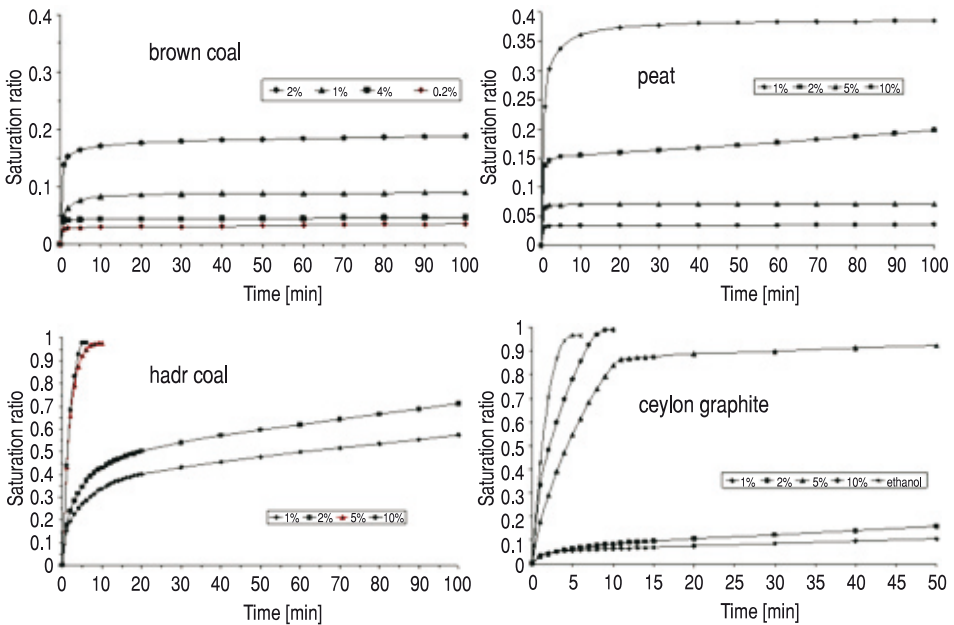 brown coal
2% 1% 4% 0.2%
Saturation ratio
0.4
0.3
0.2
0.1
0
0 10 20 30 40 50 60 70 80 90 100
Time [min]
peat
1% 2% 5% 10%
Saturation ratio
0.4
0.35
0.3
0.25
0.2
0.15
0.1
0.05
0
0 10 20 30 40 50 60 70 80 90 100
Time [min]
hadr coal
1% 2% 5% 10%
Saturation ratio
1
0.9
0.8
0.7
0.6
0.5
0.4
0.3
0.2
0.1
0
0 10 20 30 40 50 60 70 80 90 100
Time [min]
ceylon graphite
1% 2% 5% 10% ethanol
Saturation ratio
1
0.9
0.8
0.7
0.6
0.5
0.4
0.3
0.2
0.1
0
0 5 10 15 20 25 30 35 40 45 50
Time [min]